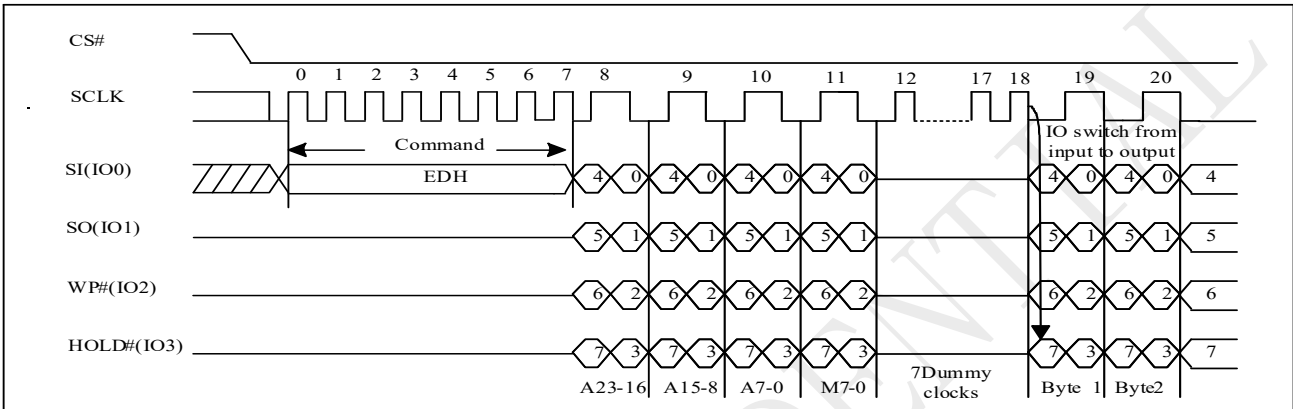 CS#
0 1 2 3 4 5 6 7 8 9 10 11 12 17 18 19 20
SCLK
Command
IO switch from
input to output
SI(IO0)
EDH
4 0 4 0 4 0 4 0 4 0 4 0 4
SO(IO1)
5 1 5 1 5 1 5 1 5 1 5 1 5
WP#(IO2)
6 2 6 2 6 2 6 2 6 2 6 2 6
HOLD#(IO3)
7 3 7 3 7 3 7 3 7 3 7 3 7
A23-16 A15-8 A7-0 M7-0
7Dummy
clocks
Byte 1 Byte2
ENTIAL